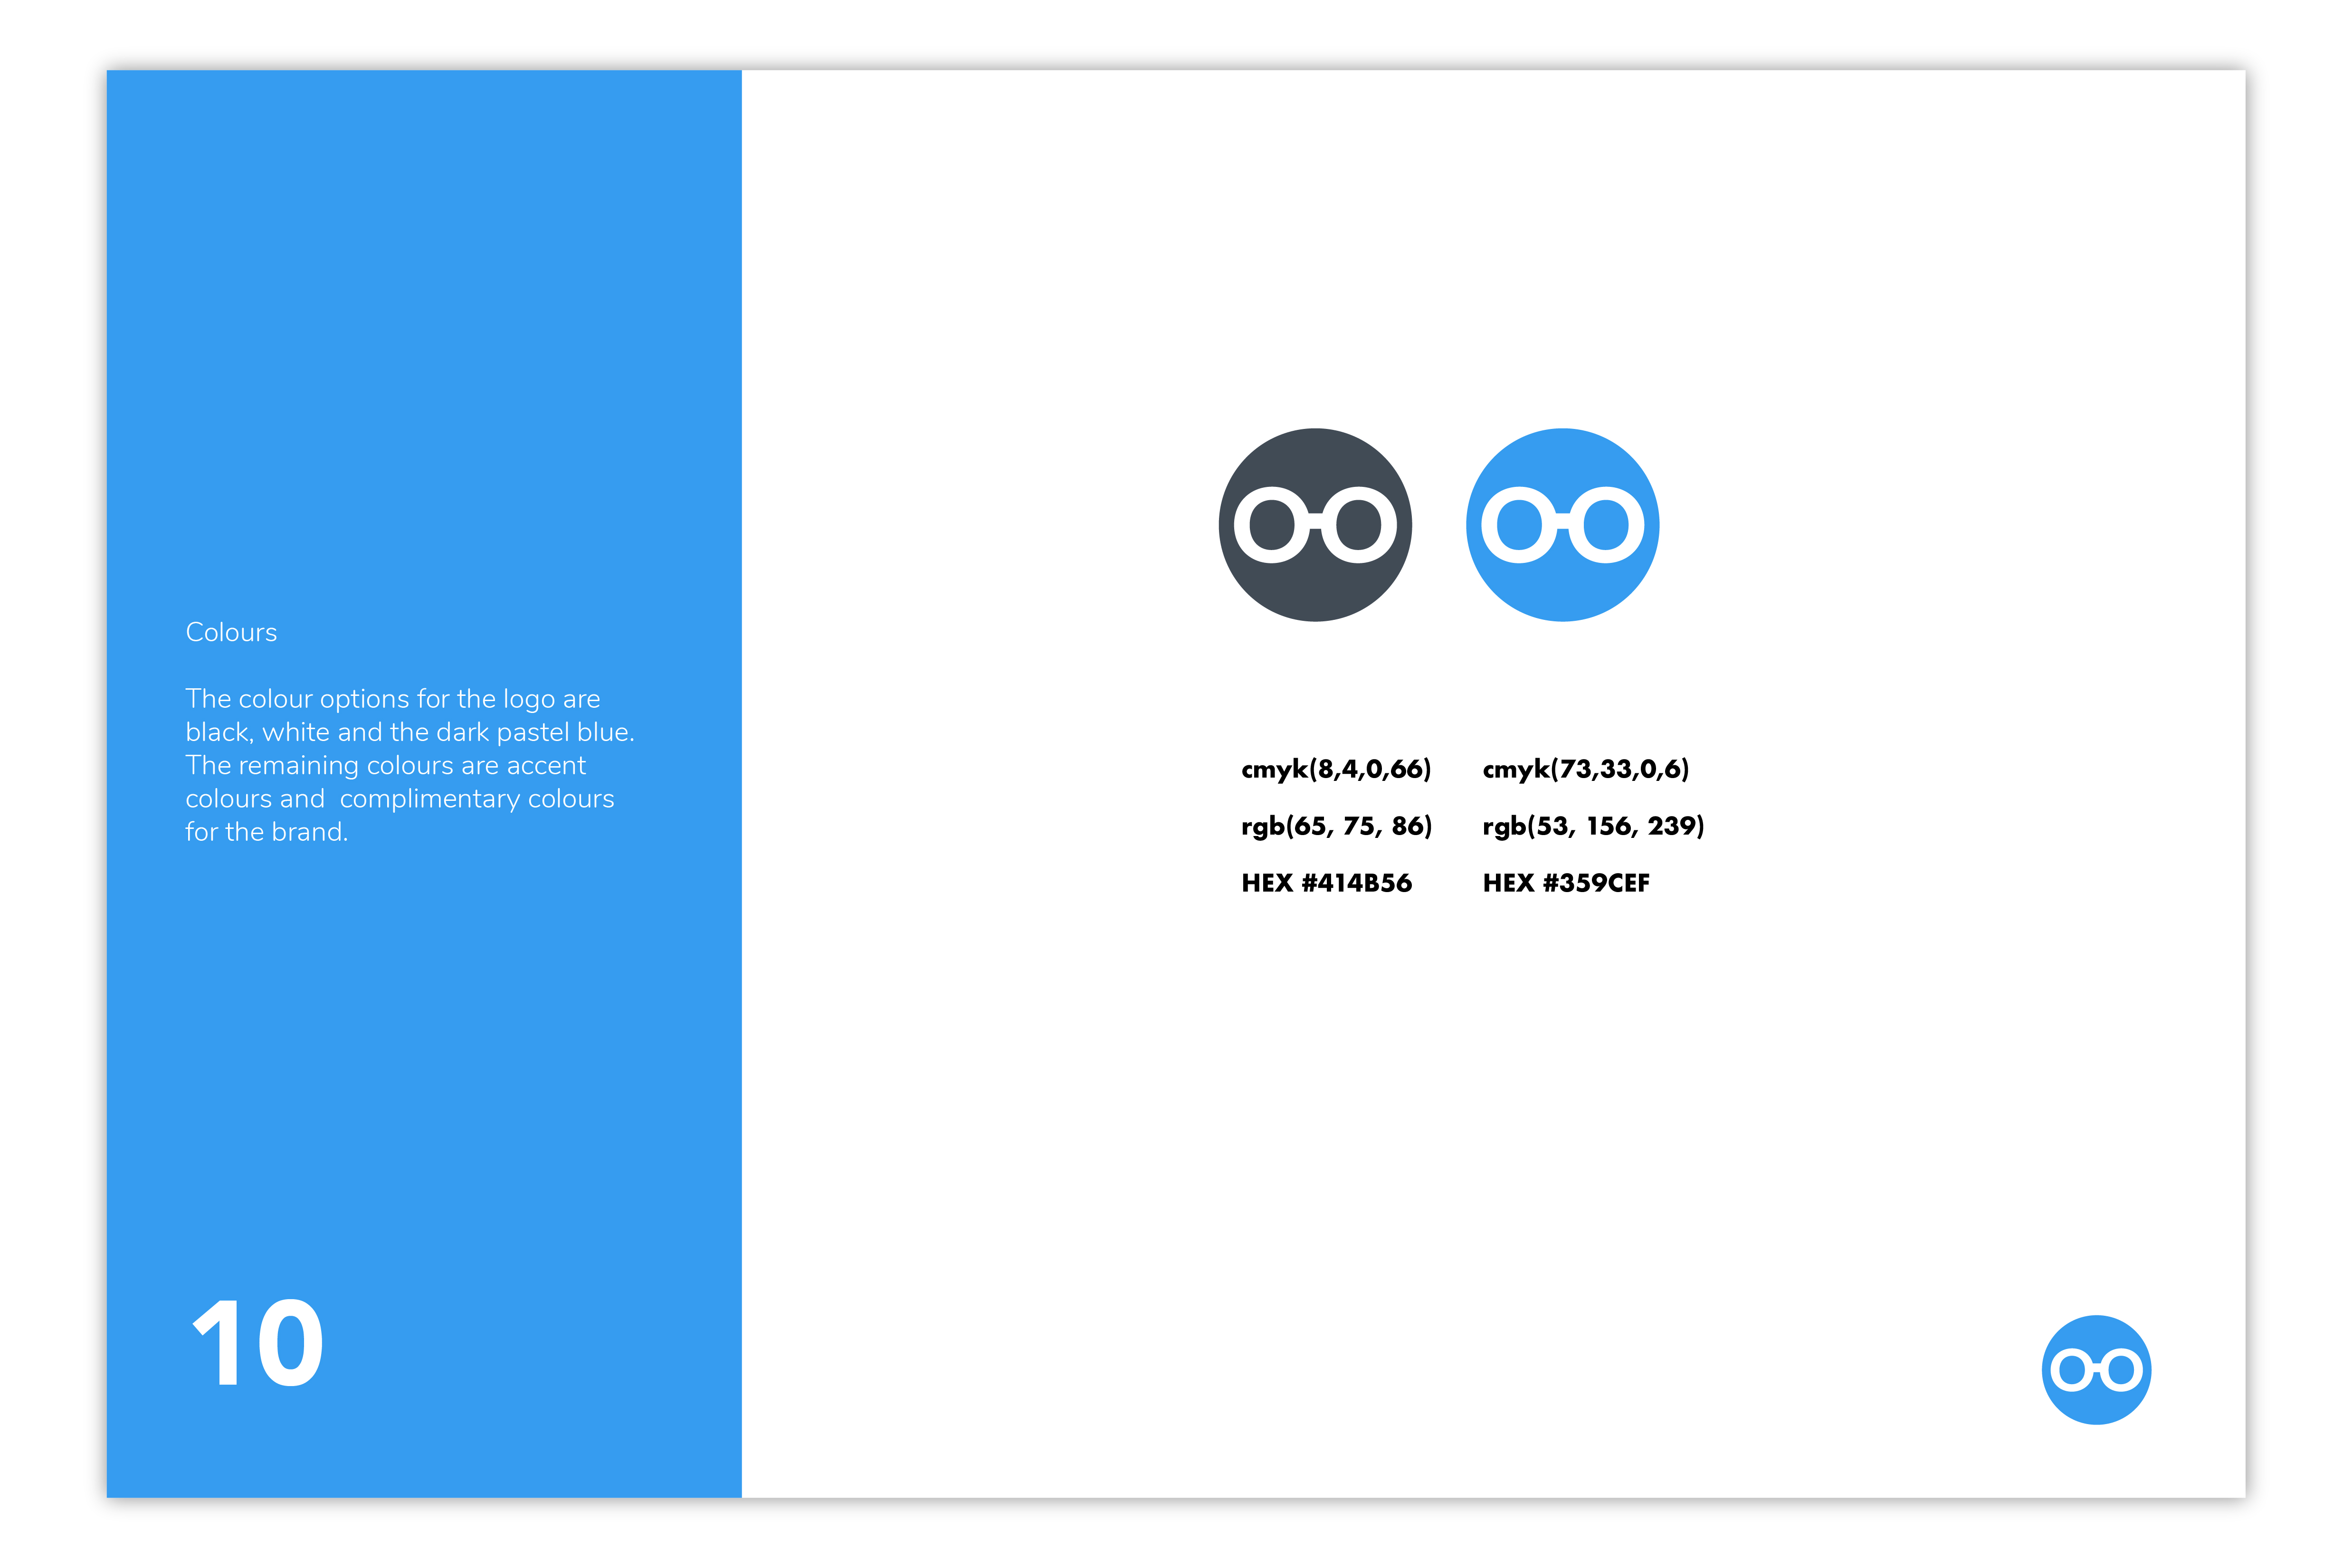 Colours
The colour options for the logo are
black, white and the dark pastel blue.
The remaining colours are accent
colours and  complimentary colours
for the brand.
10
cmyk(8,4,0,66)
rgb(65, 75, 86)
HEX #414B56
cmyk(73,33,0,6)
rgb(53, 156, 239)
HEX #359CEF